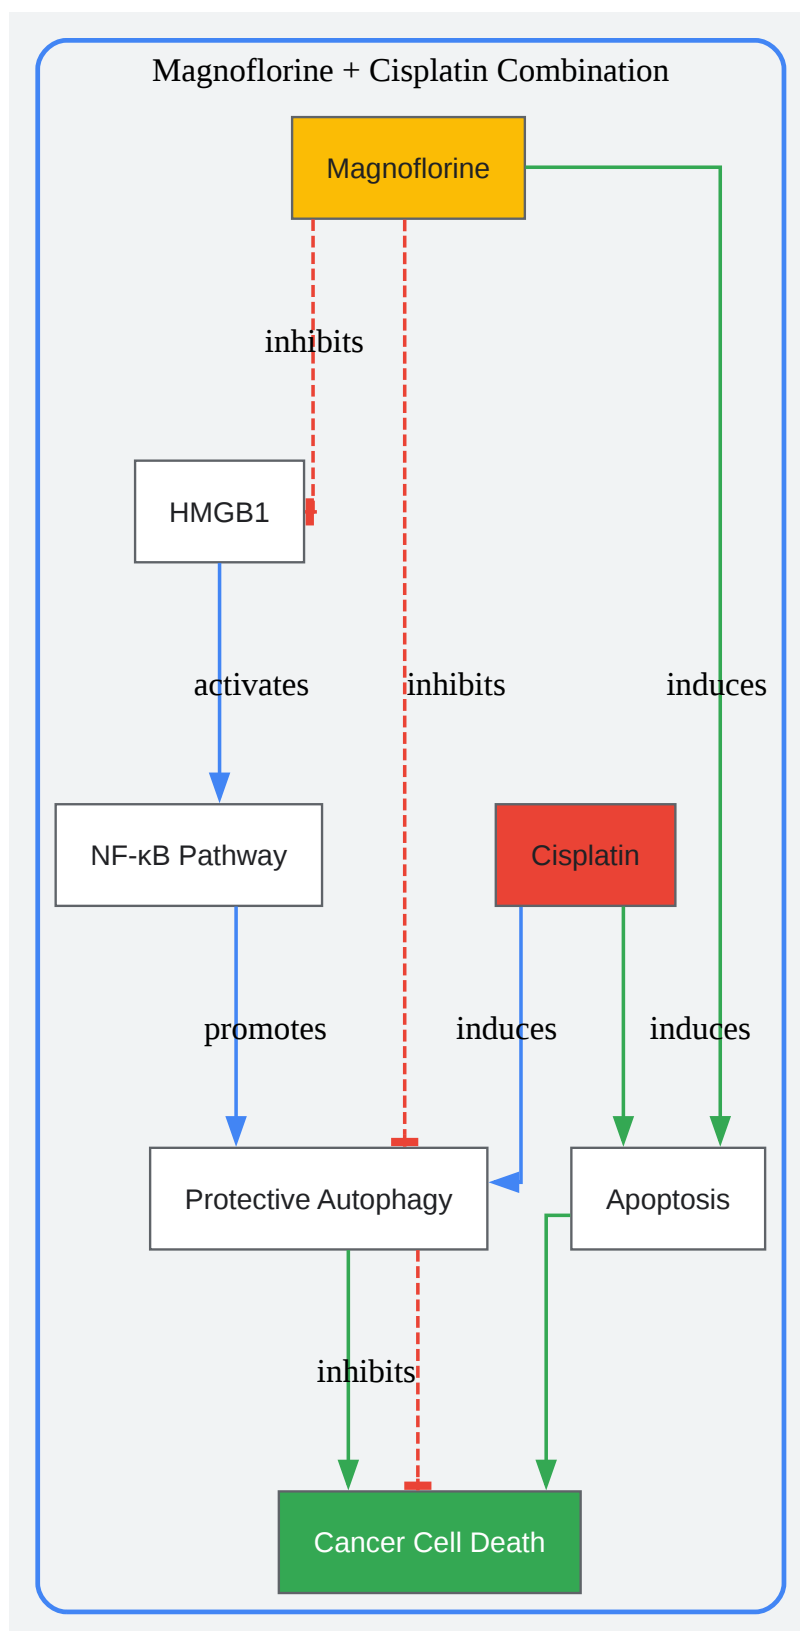 Magnoflorine + Cisplatin Combination
Magnoflorine
inhibits
HMGB1
activates
inhibits
induces
NF-κB Pathway
Cisplatin
promotes
induces
induces
Protective Autophagy
Apoptosis
inhibits
Cancer Cell Death